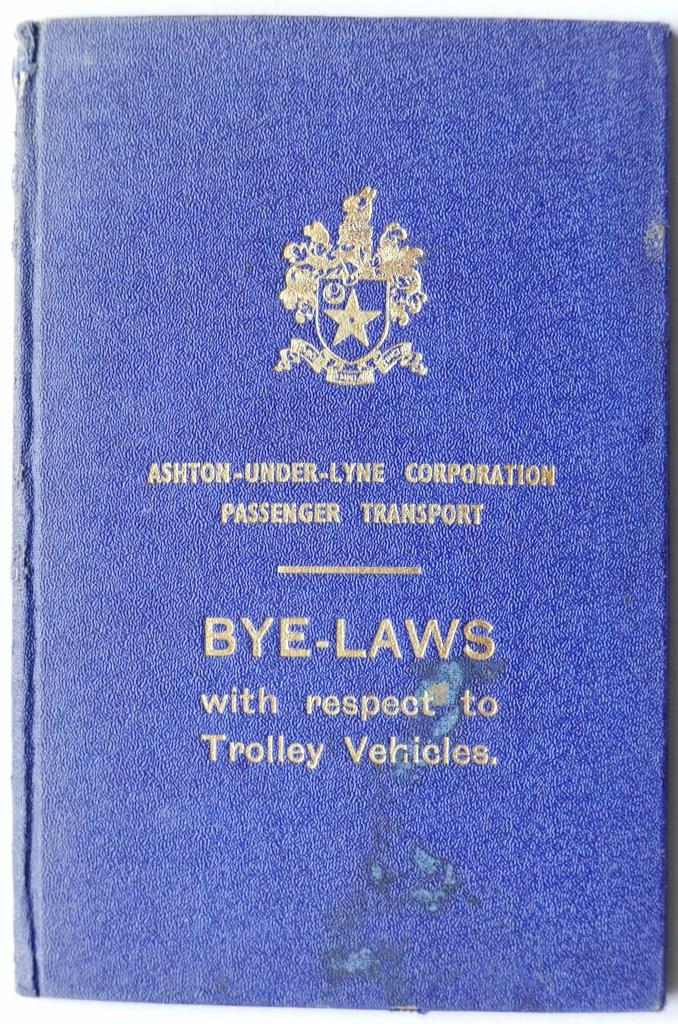 ASHTON-UNDER-LYNE CORPORATION
PASSENGER TRANSPORT
BYE-LAWS
with respect to
Trolley Vehicles.